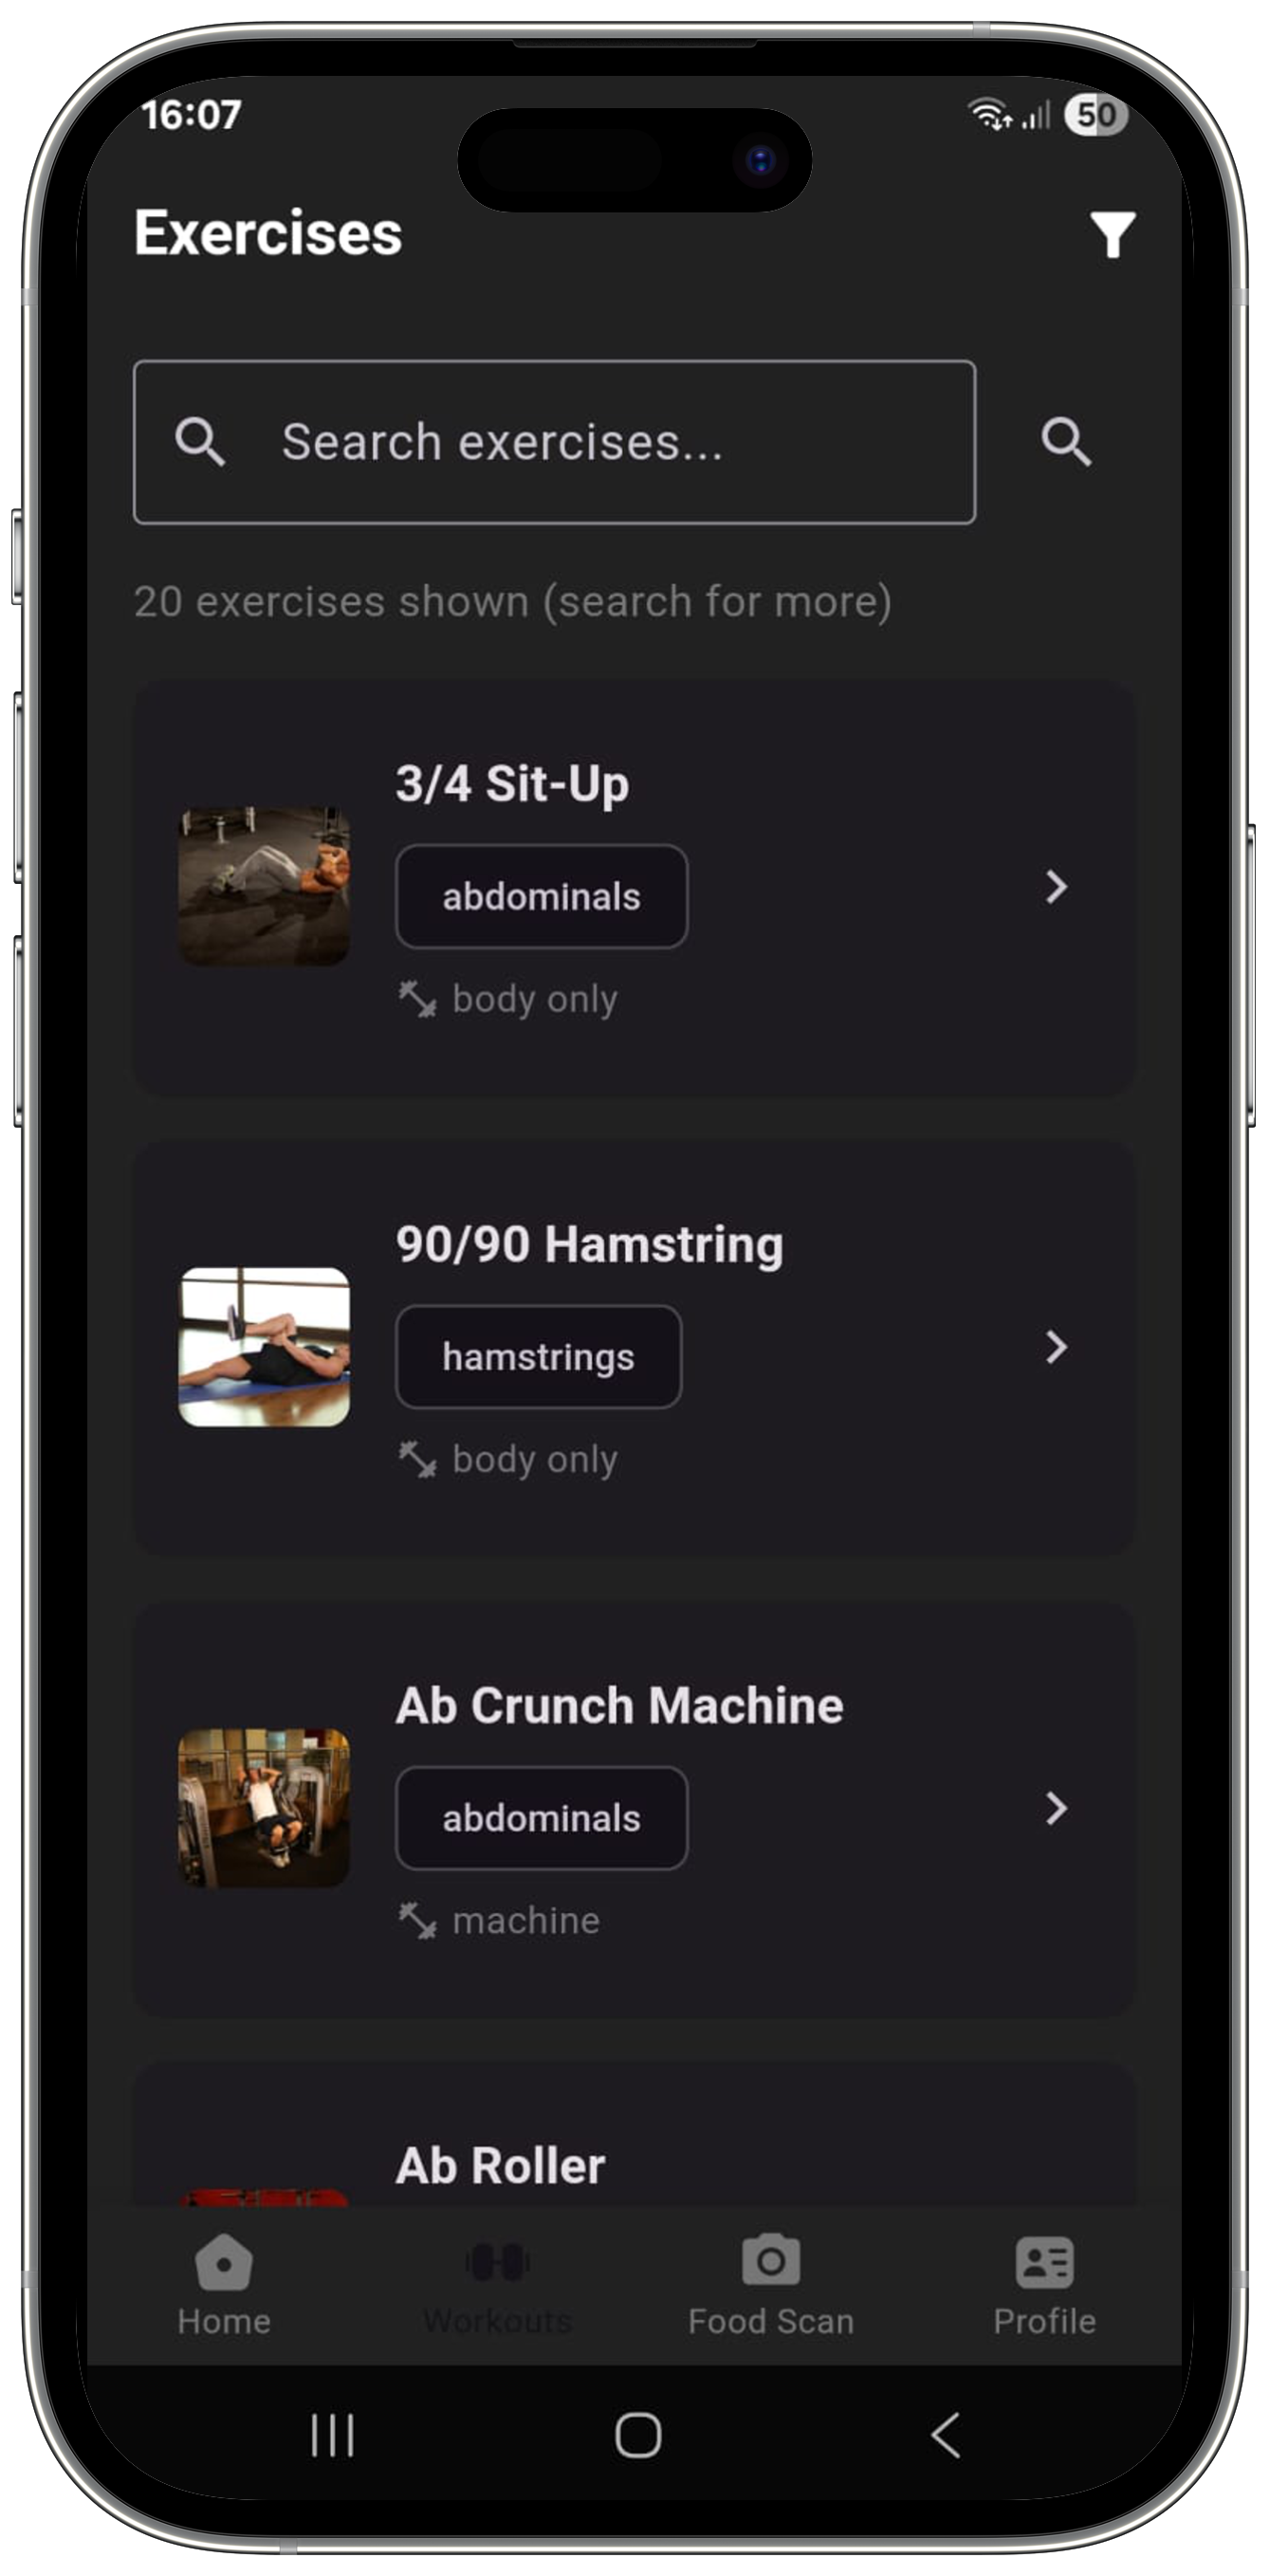 16:07
50
Exercises
Search exercises...
20 exercises shown (search for more)
3/4 Sit-Up
abdominals
body only
90/90 Hamstring
hamstrings
body only
Ab Crunch Machine
abdominals
machine
Ab Roller
Home
Workouts
Food Scan
Profile